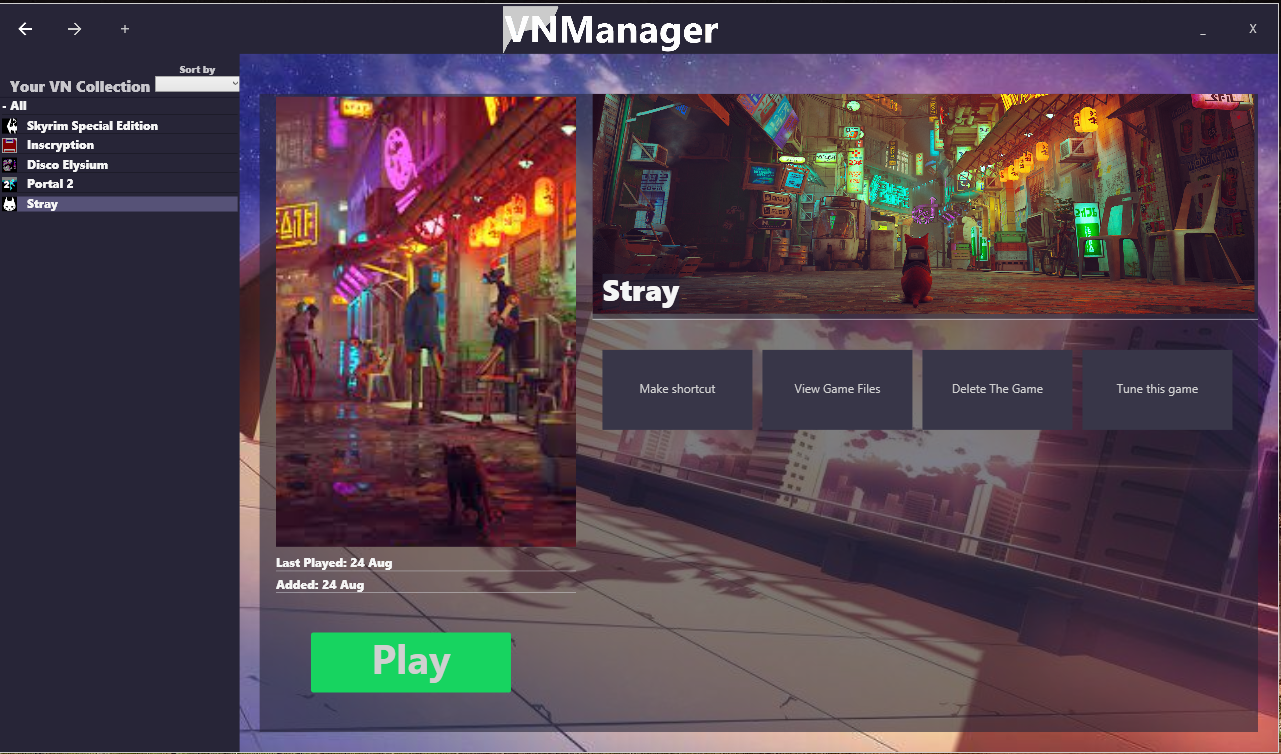 VNManager
_
X
Sort by
Your VN Collection
- All
Skyrim Special Edition
Inscryption
Disco Elysium
Portal 2
Stray
Stray
Make shortcut
View Game Files
Delete The Game
Tune this game
Last Played: 24 Aug
Added: 24 Aug
Play